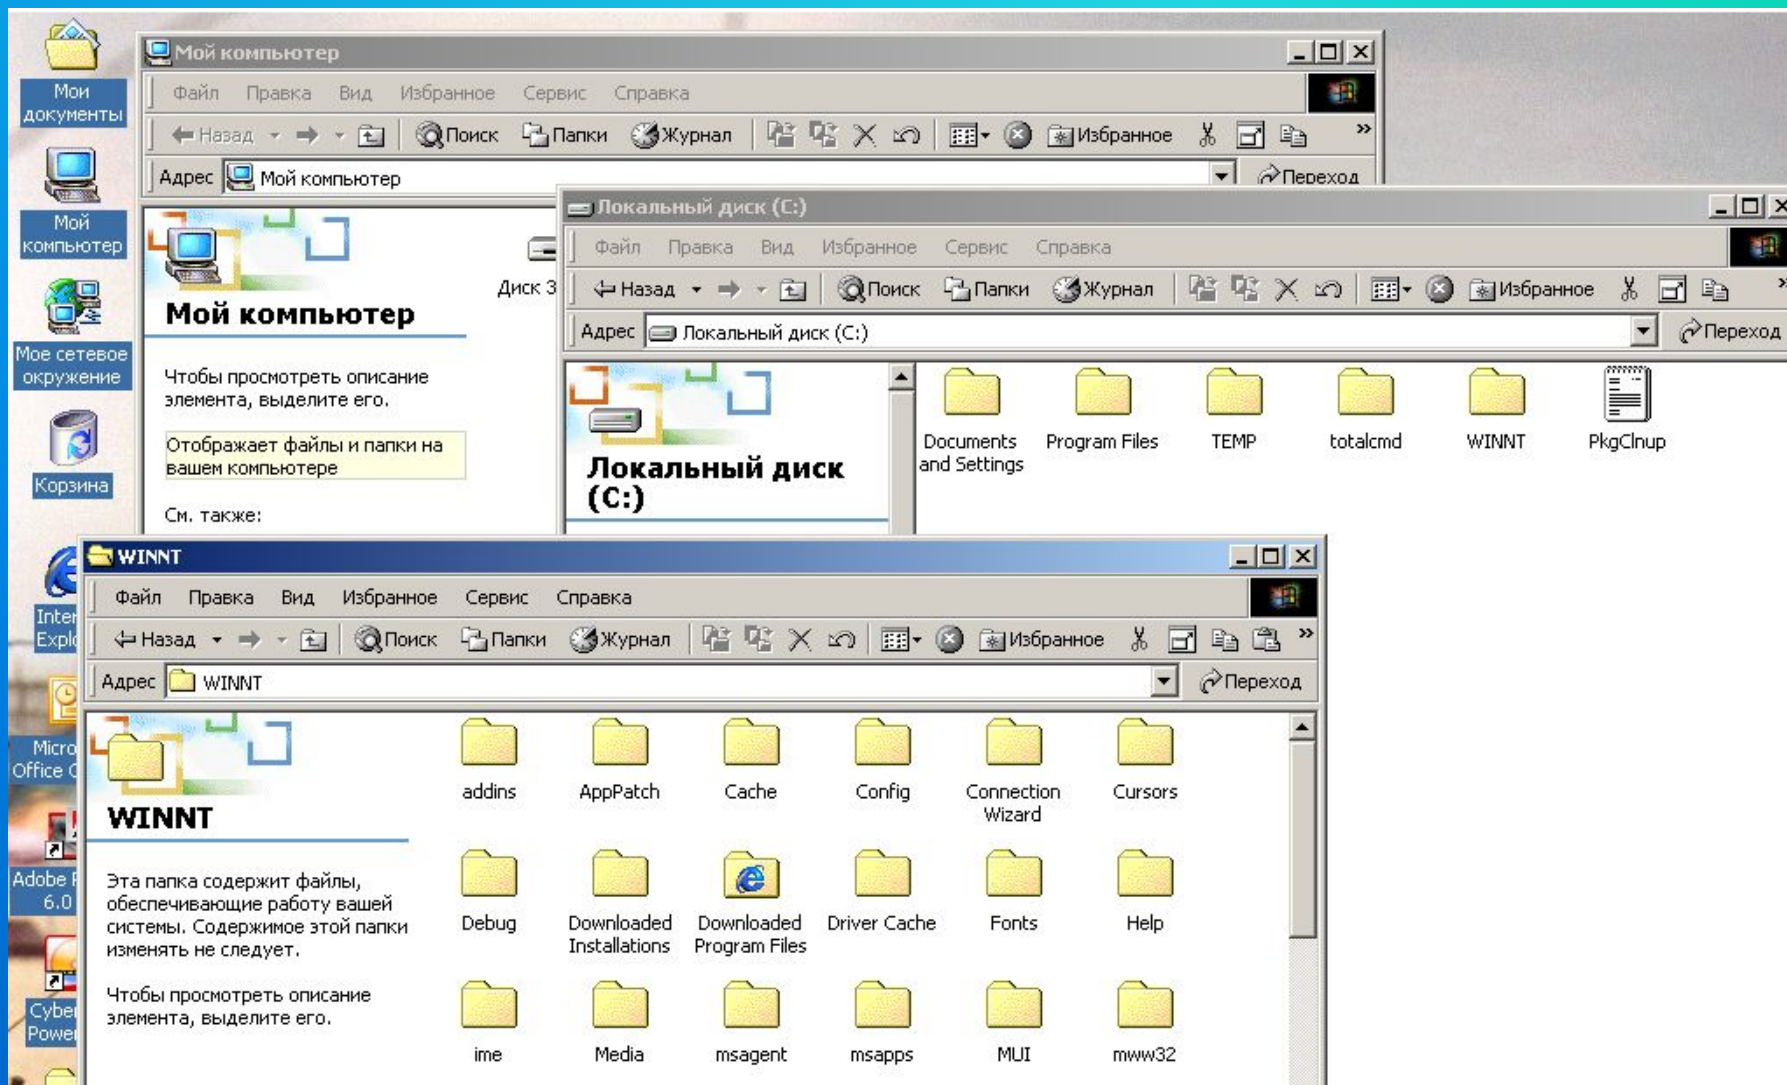 Мои
документы
Мой
компьютер
Мое сетевое
окружение
Корзина
Мой компьютер
Файл Правка Вид Избранное Сервис Справка
Назад Поиск Папки Журнал Избранное
Адрес Мой компьютер Переход
Мой компьютер
Чтобы просмотреть описание
элемента, выделите его.
Отображает файлы и папки на
вашем компьютере
См. также:
Диск 3
Локальный диск (C:)
Файл Правка Вид Избранное Сервис Справка
Назад Поиск Папки Журнал Избранное
Адрес Локальный диск (C:) Переход
Локальный диск
(C:)
Documents
and Settings
Program Files
TEMP
totalcmd
WINNT
PkgClnup
WINNT
Файл Правка Вид Избранное Сервис Справка
Назад Поиск Папки Журнал Избранное
Адрес WINNT Переход
WINNT
Эта папка содержит файлы,
обеспечивающие работу вашей
системы. Содержимое этой папки
изменять не следует.
Чтобы просмотреть описание
элемента, выделите его.
addins
AppPatch
Cache
Config
Connection
Wizard
Cursors
Debug
Downloaded
Installations
Downloaded
Program Files
Driver Cache
Fonts
Help
ime
Media
msagent
msapps
MUI
mww32
Office
Adobe
6.0